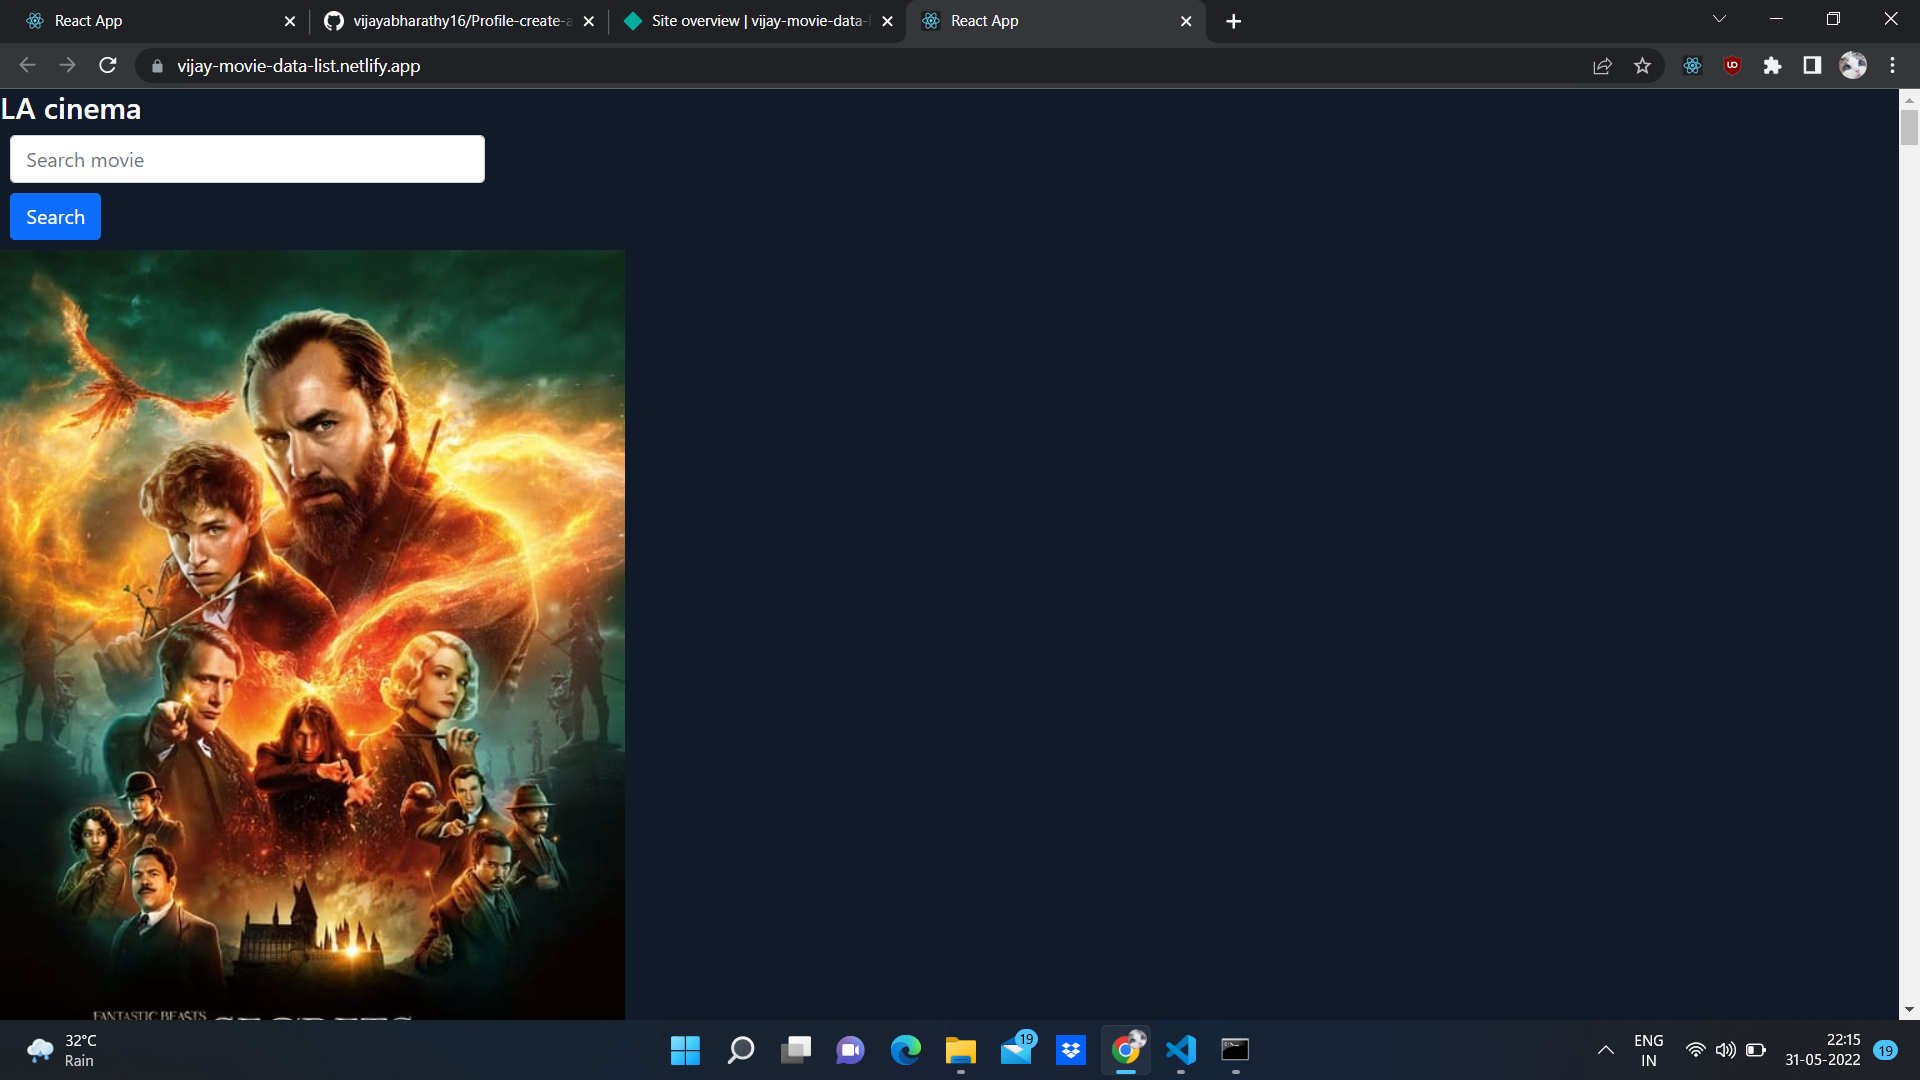 React App
vijayabharathy16/Profile-create-a
Site overview | vijay-movie-data-l
React App
vijay-movie-data-list.netlify.app
LA cinema
Search movie
Search
FANTASTIC BEASTS
SECRETS
32°C
Rain
19
ENG
IN
22:15
31-05-2022
19